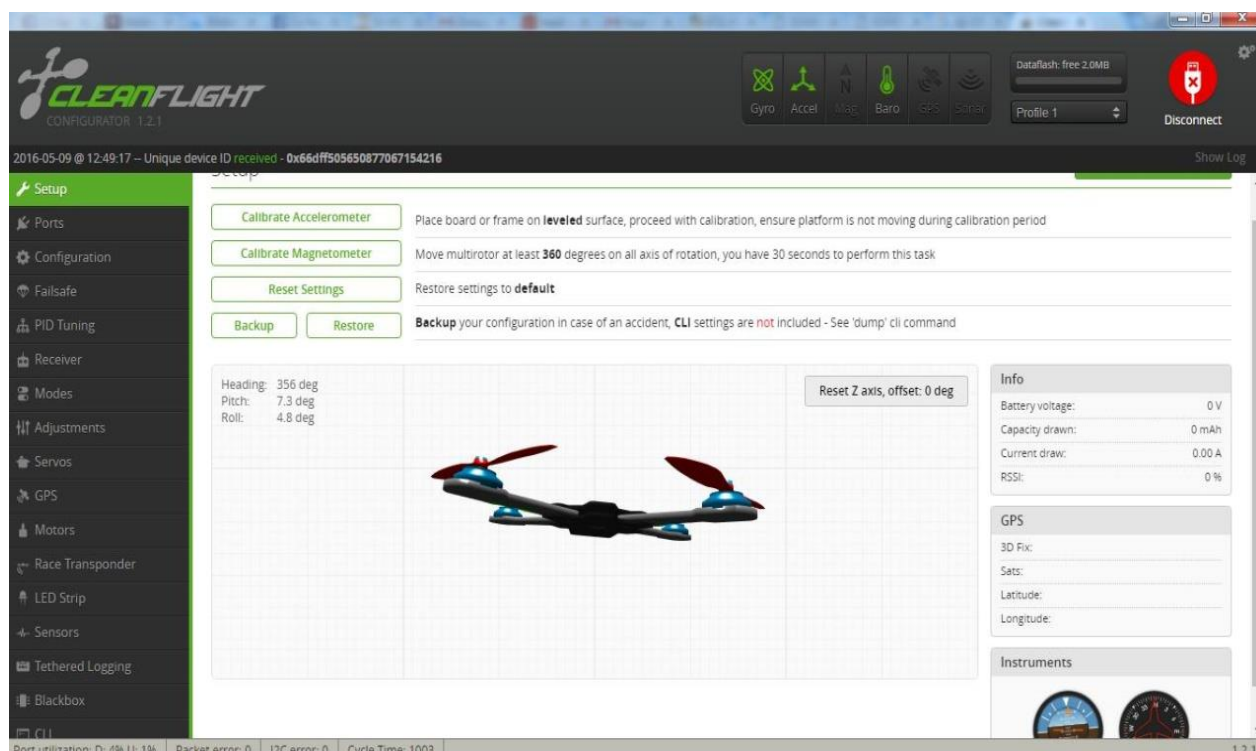 CLEANFLIGHT
CONFIGURATOR 1.2.1
Gyro Accel Mag Baro GPS Sonar
Dataflash: free 2.0MB
Profile 1
Disconnect
2016-05-09 @ 12:49:17 -- Unique device ID received - 0x66dff505650877067154216
Show Log
Setup
Ports
Configuration
Failsafe
PID Tuning
Receiver
Modes
Adjustments
Servos
GPS
Motors
Race Transponder
LED Strip
Sensors
Tethered Logging
Blackbox
CLI
Setup
Calibrate Accelerometer
Place board or frame on leveled surface, proceed with calibration, ensure platform is not moving during calibration period
Calibrate Magnetometer
Move multirotor at least 360 degrees on all axis of rotation, you have 30 seconds to perform this task
Reset Settings
Restore settings to default
Backup Restore
Backup your configuration in case of an accident, CLI settings are not included - See 'dump' cli command
Heading: 356 deg
Pitch: 7.3 deg
Roll: 4.8 deg
Reset Z axis, offset: 0 deg
Info
Battery voltage: 0 V
Capacity drawn: 0 mAh
Current draw: 0.00 A
RSSI: 0 %
GPS
3D Fix:
Sats:
Latitude:
Longitude:
Instruments
Port utilization: D: 4% U: 1% Packet error: 0 I2C error: 0 Cycle Time: 1003
1.2.1